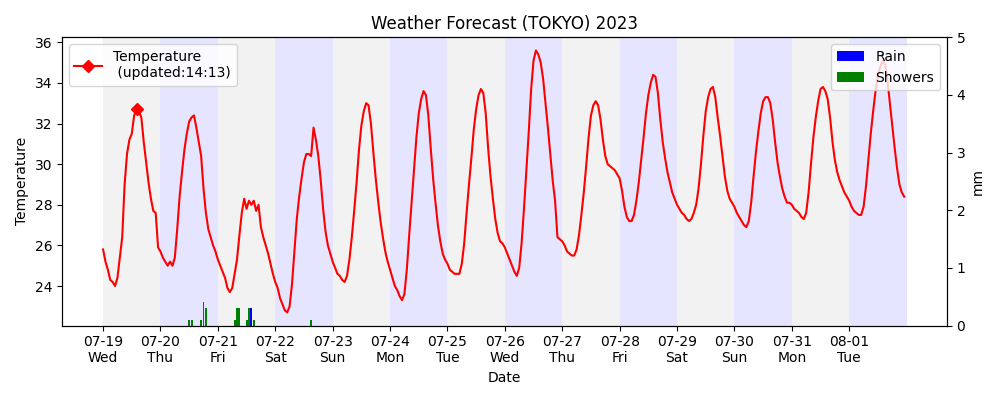 Weather Forecast (TOKYO) 2023
Temperature
(updated:14:13)
Rain
Showers
Temperature
36
34
32
30
28
26
24
5
4
3
2
1
0
mm
07-19 07-20 07-21 07-22 07-23 07-24 07-25 07-26 07-27 07-28 07-29 07-30 07-31 08-01
Wed Thu Fri Sat Sun Mon Tue Wed Thu Fri Sat Sun Mon Tue
Date